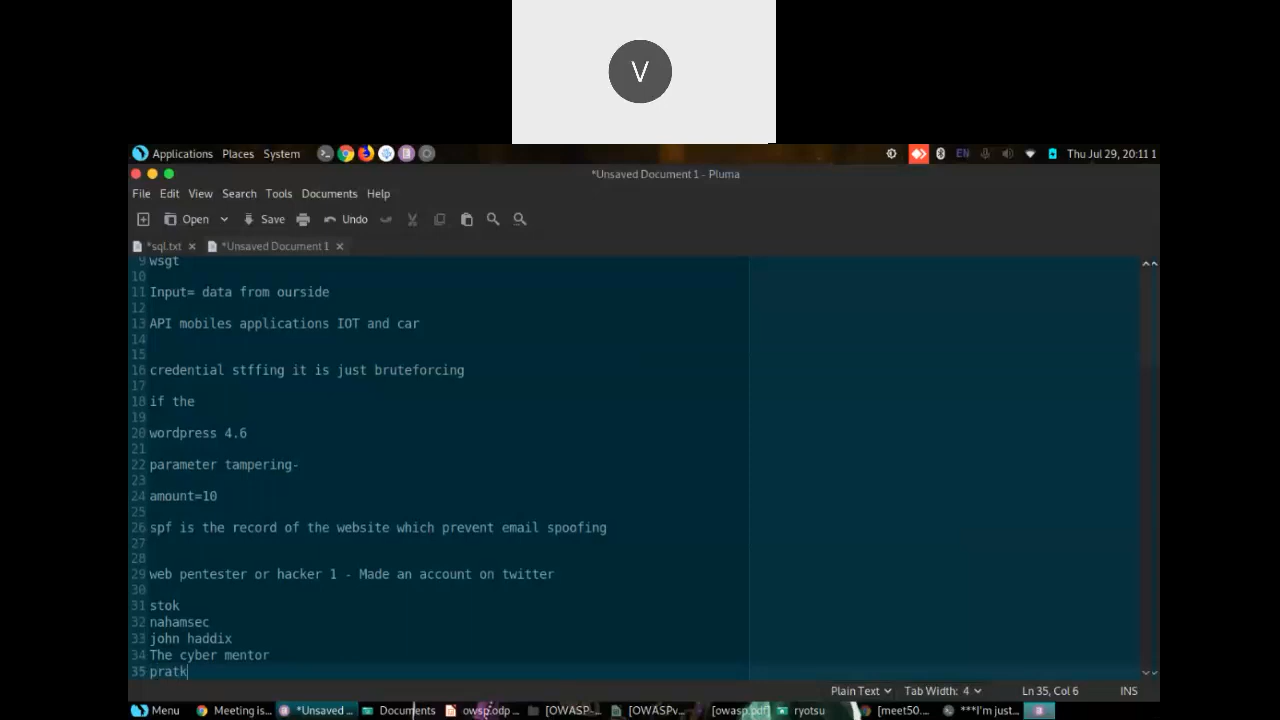 V
Applications Places System EN Thu Jul 29, 20:11 1
*Unsaved Document 1 - Pluma
File Edit View Search Tools Documents Help
Open Save Undo
*sql.txt *Unsaved Document 1
9 wsgt
10
11 Input= data from ourside
12
13 API mobiles applications IOT and car
14
15
16 credential stffing it is just bruteforcing
17
18 if the
19
20 wordpress 4.6
21
22 parameter tampering-
23
24 amount=10
25
26 spf is the record of the website which prevent email spoofing
27
28
29 web pentester or hacker 1 - Made an account on twitter
30
31 stok
32 nahamsec
33 john haddix
34 The cyber mentor
35 pratk
Plain Text Tab Width: 4 Ln 35, Col 6 INS
Menu Meeting is... *Unsaved ... Documents owsp.odp ... [OWASP ... [OWASPv... [owasp.pdf] ryotsu [meet50... ***I'm just...